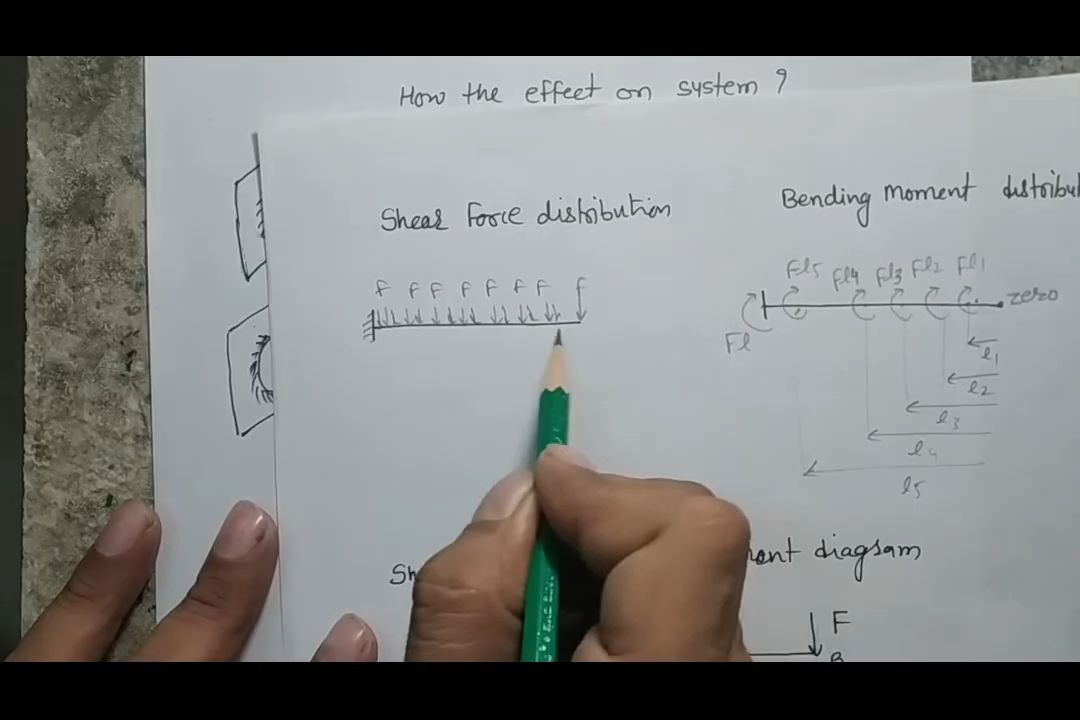 How the effect on system ?
Shear Force distribution
F F F F F F F F
Bending Moment distribut
Fl5 Fl4 Fl3 Fl2 Fl1
zero
Fl
l1
l2
l3
l4
l5
Sh
ment diagram
F
B